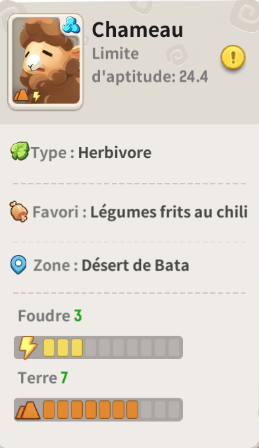 Chameau
Limite
d'aptitude: 24.4
Type : Herbivore
Favori : Légumes frits au chili
Zone : Désert de Bata
Foudre 3
Terre 7